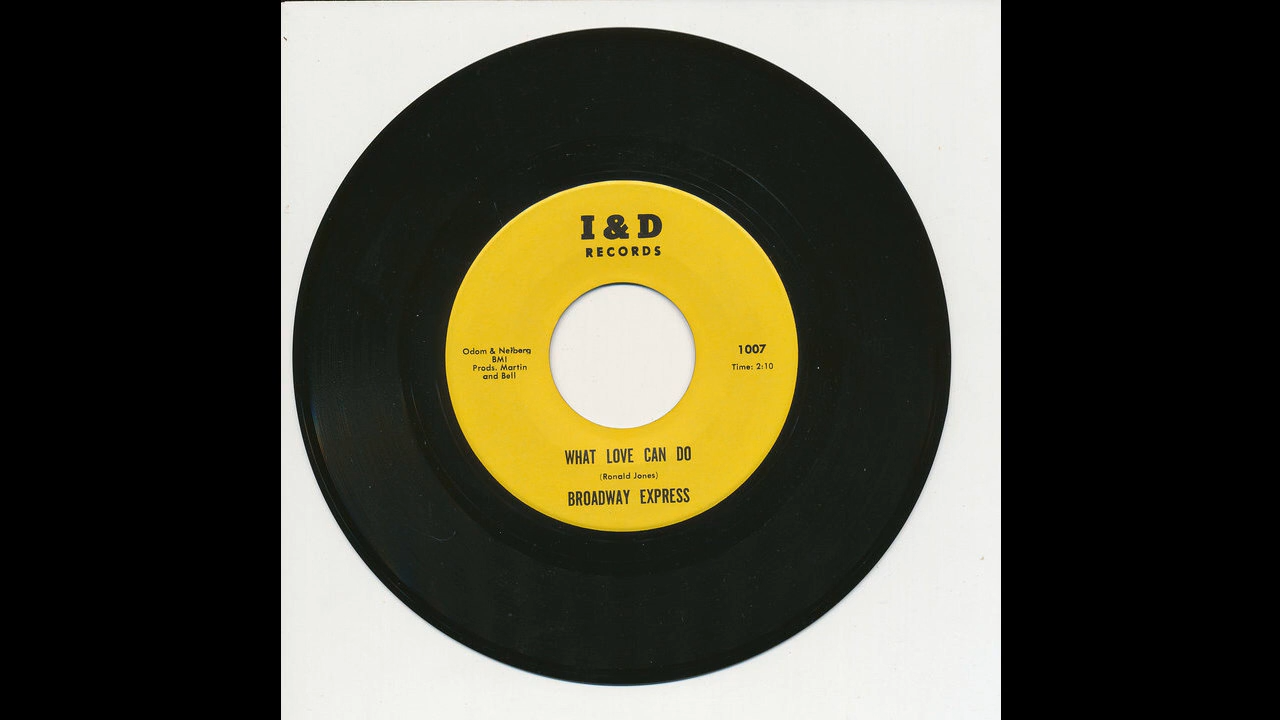 I & D
RECORDS
Odom & Neiberg
BMI
Prods. Martin
and Bell
1007
Time: 2:10
WHAT LOVE CAN DO
(Ronald Jones)
BROADWAY EXPRESS